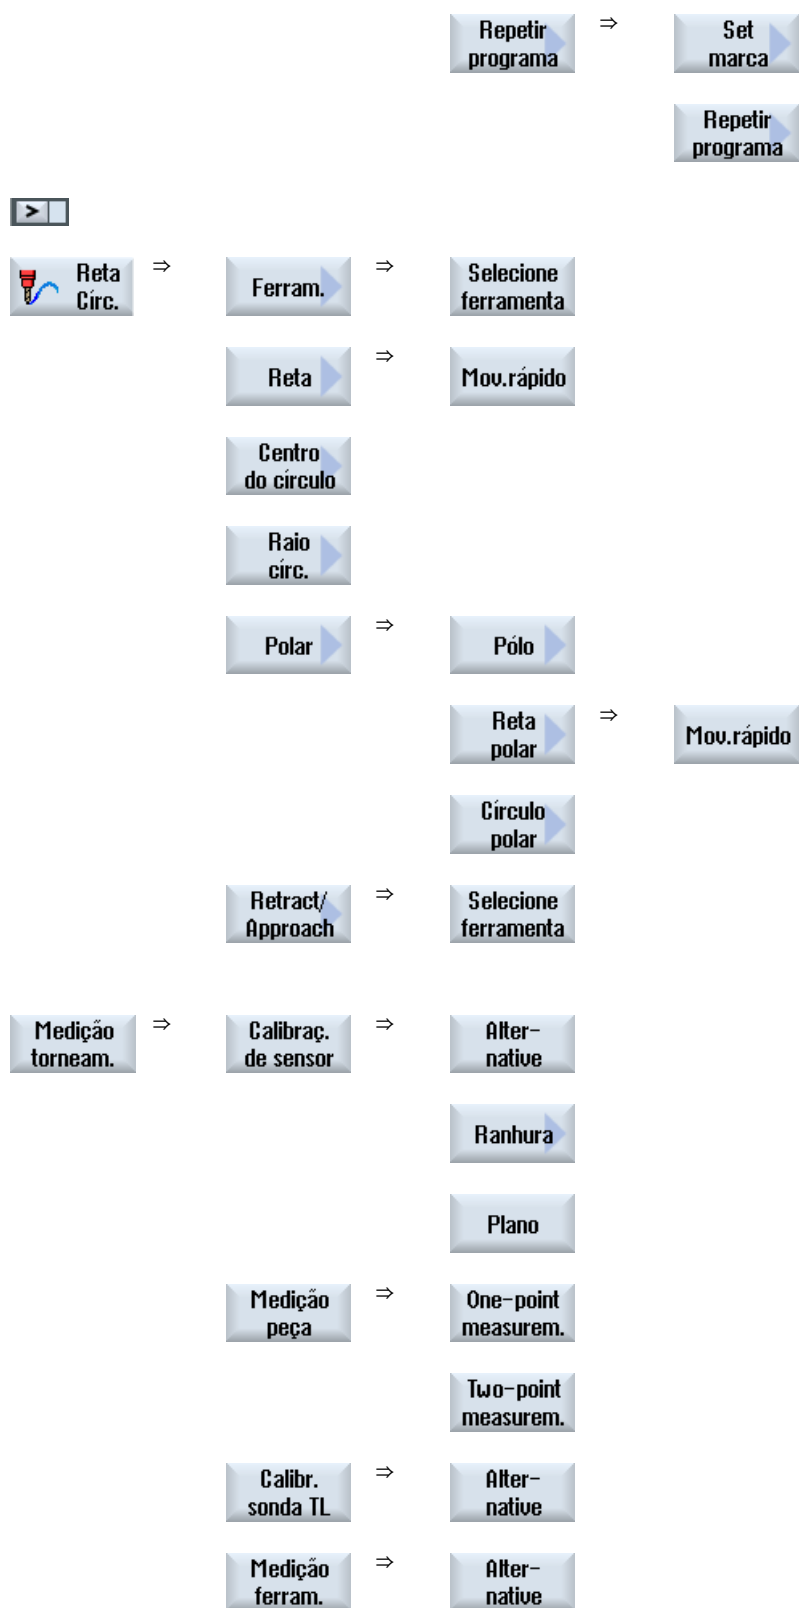 Repetir
programa
⇒
Set
marca
Repetir
programa
>
Reta
Círc.
⇒
Ferram.
⇒
Selecione
ferramenta
Reta
⇒
Mov.rápido
Centro
do círculo
Raio
círc.
Polar
⇒
Pólo
Reta
polar
⇒
Mov.rápido
Círculo
polar
Retract/
Approach
⇒
Selecione
ferramenta
Medição
torneam.
⇒
Calibraç.
de sensor
⇒
Alter-
native
Ranhura
Plano
Medição
peça
⇒
One-point
measurem.
Two-point
measurem.
Calibr.
sonda TL
⇒
Alter-
native
Medição
ferram.
⇒
Alter-
native